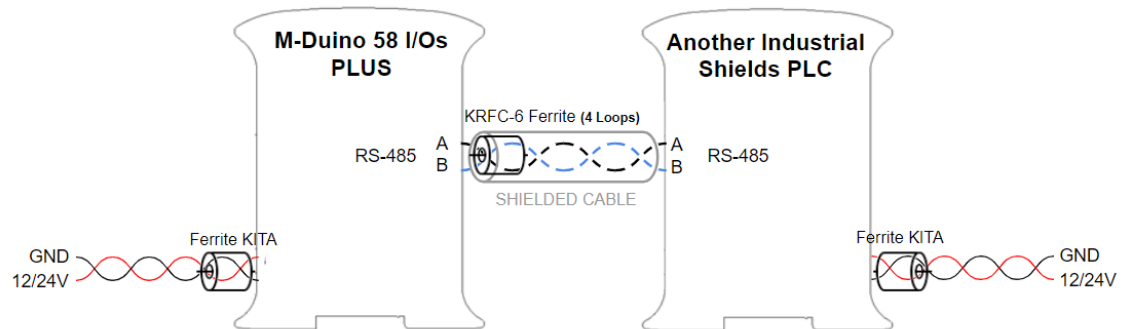 M-Duino 58 I/Os
PLUS
Another Industrial
Shields PLC
KRFC-6 Ferrite (4 Loops)
RS-485
A
B
A
B
RS-485
SHIELDED CABLE
Ferrite KITA
GND
12/24V
Ferrite KITA
GND
12/24V